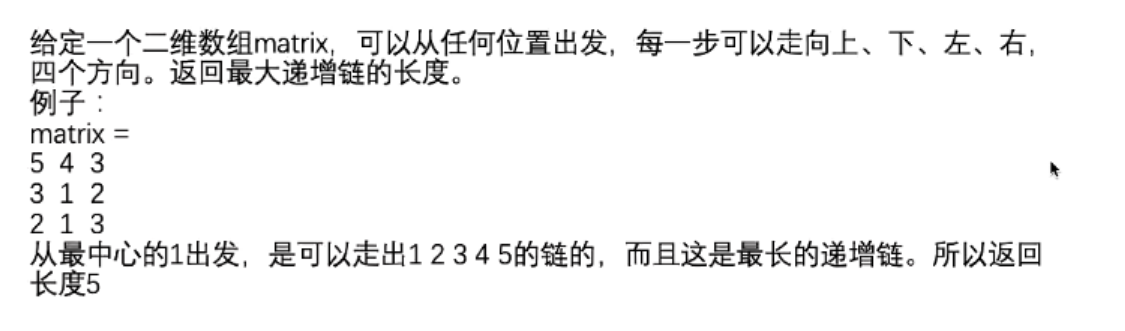 给定一个二维数组matrix，可以从任何位置出发，每一步可以走向上、下、左、右，
四个方向。返回最大递增链的长度。
例子：
matrix =
5 4 3
3 1 2
2 1 3
从最中心的1出发，是可以走出1 2 3 4 5的链的，而且这是最长的递增链。所以返回
长度5